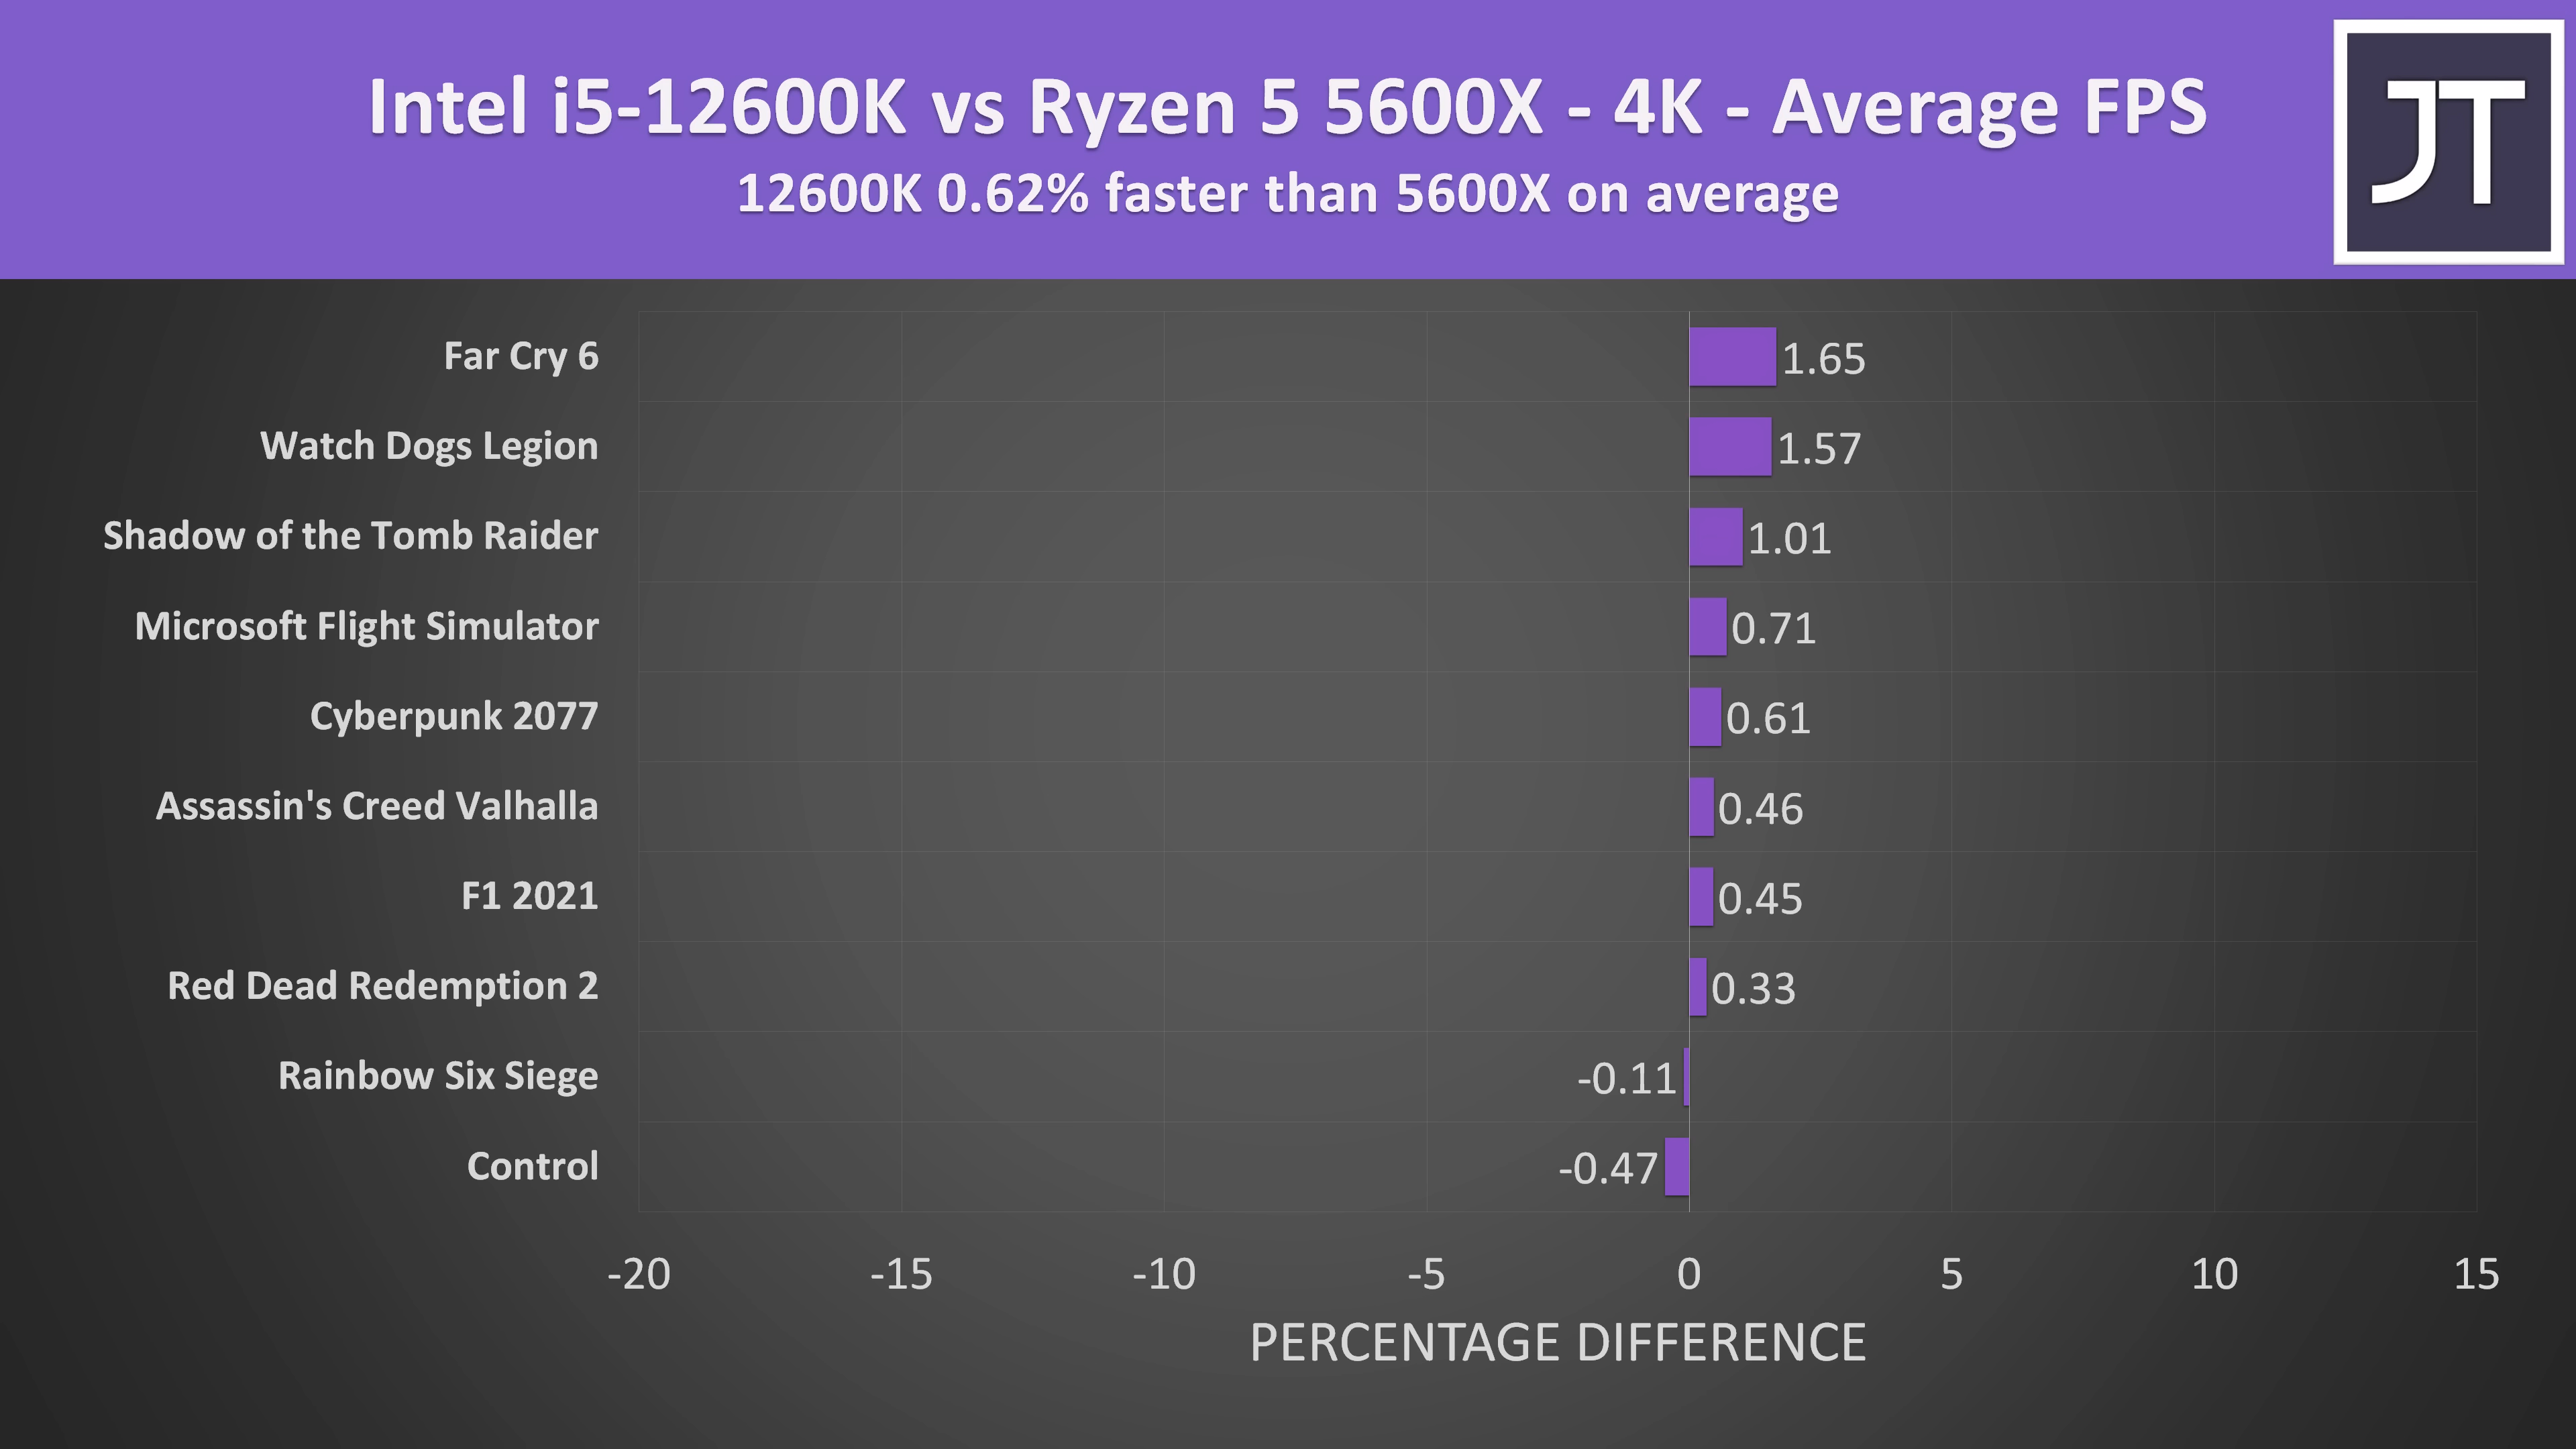 Intel i5-12600K vs Ryzen 5 5600X - 4K - Average FPS
12600K 0.62% faster than 5600X on average
JT
Far Cry 6 1.65
Watch Dogs Legion 1.57
Shadow of the Tomb Raider 1.01
Microsoft Flight Simulator 0.71
Cyberpunk 2077 0.61
Assassin's Creed Valhalla 0.46
F1 2021 0.45
Red Dead Redemption 2 0.33
Rainbow Six Siege -0.11
Control -0.47
-20 -15 -10 -5 0 5 10 15
PERCENTAGE DIFFERENCE